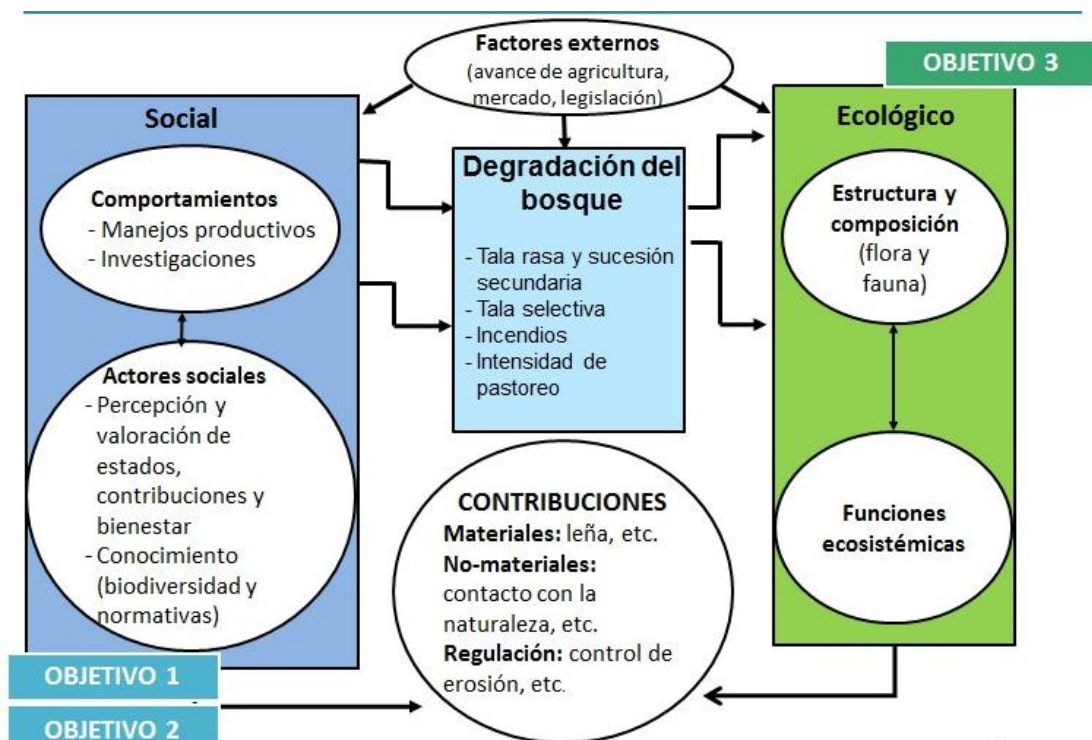 Factores externos
(avance de agricultura,
mercado, legislación)
OBJETIVO 3
Social
Comportamientos
- Manejos productivos
- Investigaciones
Actores sociales
- Percepción y
valoración de
estados,
contribuciones y
bienestar
- Conocimiento
(biodiversidad y
normativas)
OBJETIVO 1
OBJETIVO 2
Degradación del
bosque
- Tala rasa y sucesión
secundaria
- Tala selectiva
- Incendios
- Intensidad de
pastoreo
CONTRIBUCIONES
Materiales: leña, etc.
No-materiales:
contacto con la
naturaleza, etc.
Regulación: control de
erosión, etc.
Ecológico
Estructura y
composición
(flora y
fauna)
Funciones
ecosistémicas